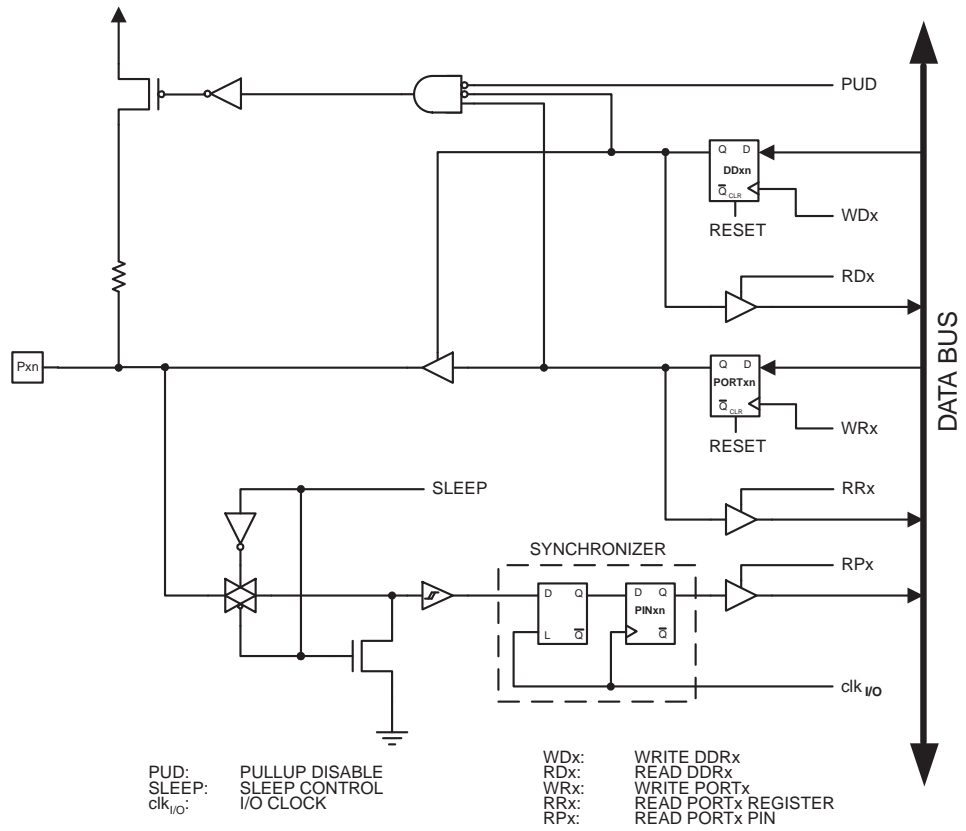 PUD
Q D
DDxn
Q CLR
WDx
RESET
RDx
Pxn
Q D
PORTxn
Q CLR
WRx
RESET
DATA BUS
SLEEP
RRx
SYNCHRONIZER
RPx
D Q
L Q
D Q
PINxn
Q
clk I/O
PUD: PULLUP DISABLE
SLEEP: SLEEP CONTROL
clkI/O: I/O CLOCK
WDx: WRITE DDRx
RDx: READ DDRx
WRx: WRITE PORTx
RRx: READ PORTx REGISTER
RPx: READ PORTx PIN